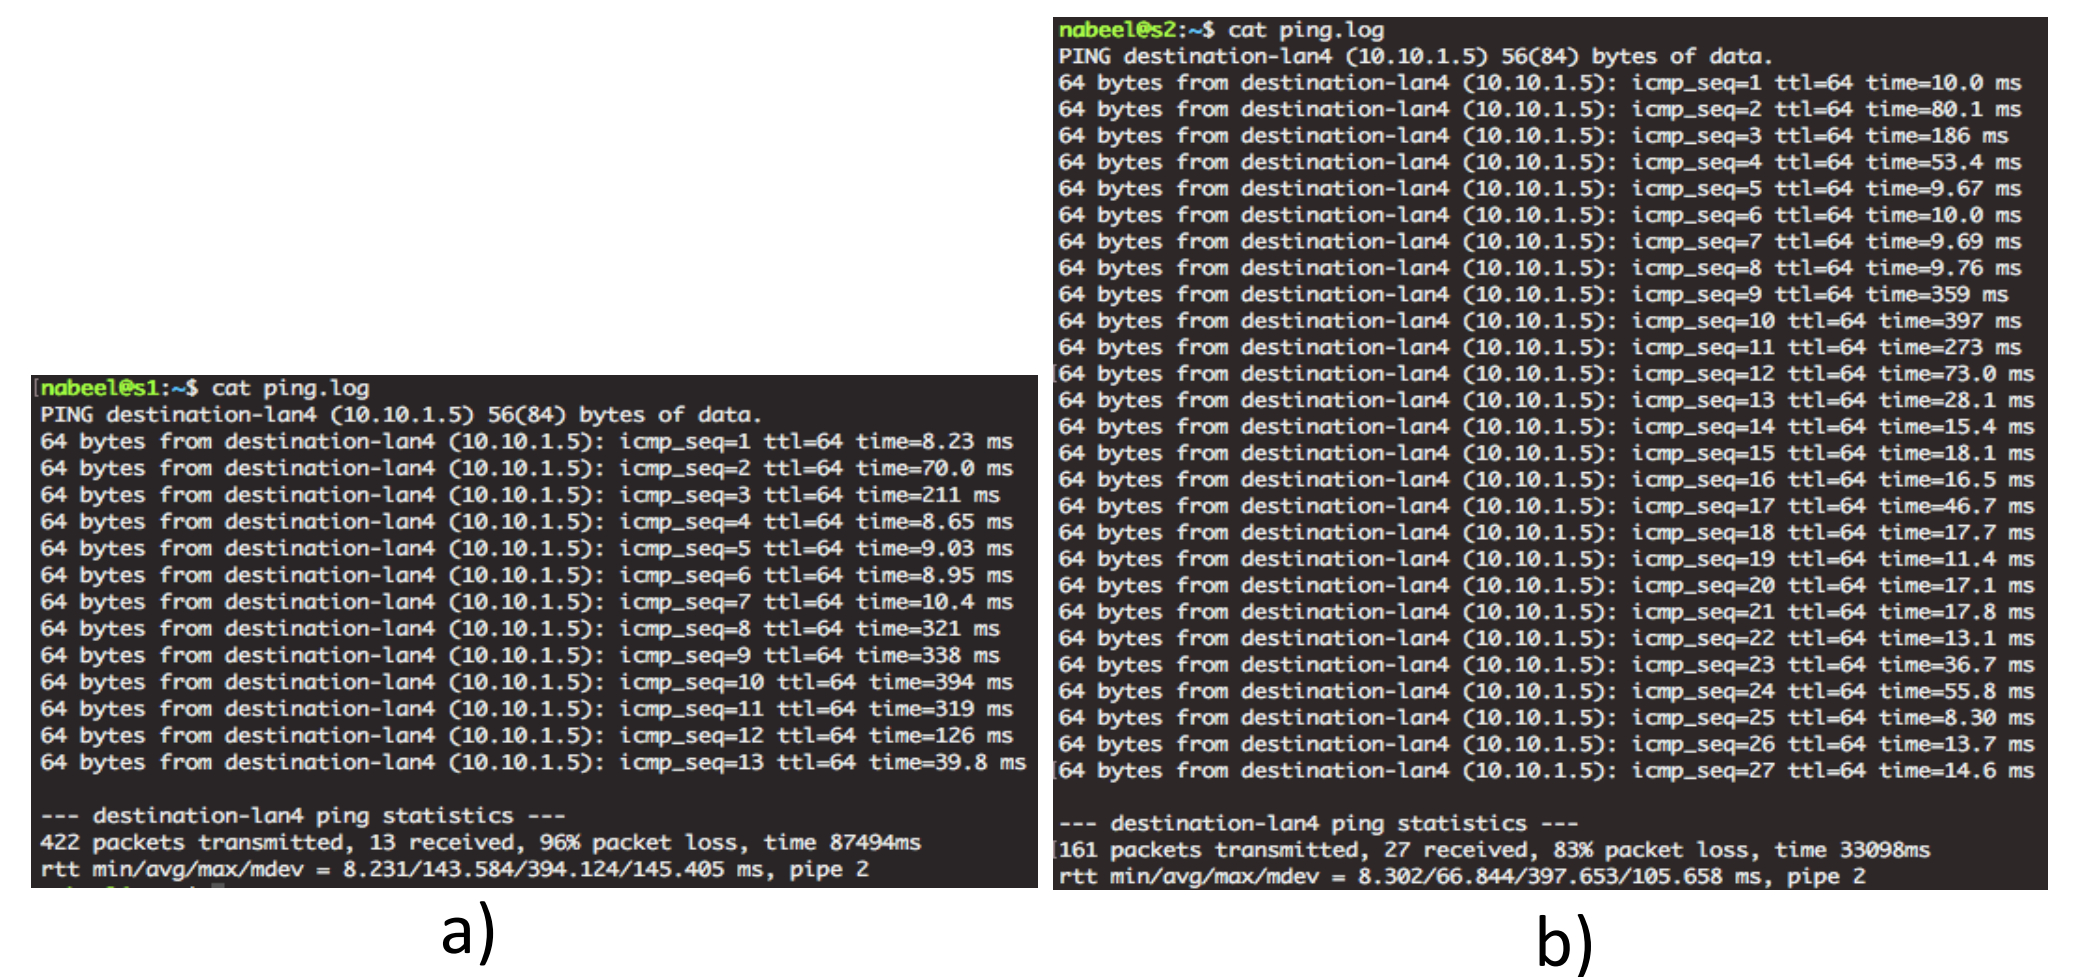 [nabeel@s1:~$ cat ping.log
PING destination-lan4 (10.10.1.5) 56(84) bytes of data.
64 bytes from destination-lan4 (10.10.1.5): icmp_seq=1 ttl=64 time=8.23 ms
64 bytes from destination-lan4 (10.10.1.5): icmp_seq=2 ttl=64 time=70.0 ms
64 bytes from destination-lan4 (10.10.1.5): icmp_seq=3 ttl=64 time=211 ms
64 bytes from destination-lan4 (10.10.1.5): icmp_seq=4 ttl=64 time=8.65 ms
64 bytes from destination-lan4 (10.10.1.5): icmp_seq=5 ttl=64 time=9.03 ms
64 bytes from destination-lan4 (10.10.1.5): icmp_seq=6 ttl=64 time=8.95 ms
64 bytes from destination-lan4 (10.10.1.5): icmp_seq=7 ttl=64 time=10.4 ms
64 bytes from destination-lan4 (10.10.1.5): icmp_seq=8 ttl=64 time=321 ms
64 bytes from destination-lan4 (10.10.1.5): icmp_seq=9 ttl=64 time=338 ms
64 bytes from destination-lan4 (10.10.1.5): icmp_seq=10 ttl=64 time=394 ms
64 bytes from destination-lan4 (10.10.1.5): icmp_seq=11 ttl=64 time=319 ms
64 bytes from destination-lan4 (10.10.1.5): icmp_seq=12 ttl=64 time=126 ms
64 bytes from destination-lan4 (10.10.1.5): icmp_seq=13 ttl=64 time=39.8 ms
--- destination-lan4 ping statistics ---
422 packets transmitted, 13 received, 96% packet loss, time 87494ms
rtt min/avg/max/mdev = 8.231/143.584/394.124/145.405 ms, pipe 2
a)
nabeel@s2:~$ cat ping.log
PING destination-lan4 (10.10.1.5) 56(84) bytes of data.
64 bytes from destination-lan4 (10.10.1.5): icmp_seq=1 ttl=64 time=10.0 ms
64 bytes from destination-lan4 (10.10.1.5): icmp_seq=2 ttl=64 time=80.1 ms
64 bytes from destination-lan4 (10.10.1.5): icmp_seq=3 ttl=64 time=186 ms
64 bytes from destination-lan4 (10.10.1.5): icmp_seq=4 ttl=64 time=53.4 ms
64 bytes from destination-lan4 (10.10.1.5): icmp_seq=5 ttl=64 time=9.67 ms
64 bytes from destination-lan4 (10.10.1.5): icmp_seq=6 ttl=64 time=10.0 ms
64 bytes from destination-lan4 (10.10.1.5): icmp_seq=7 ttl=64 time=9.69 ms
64 bytes from destination-lan4 (10.10.1.5): icmp_seq=8 ttl=64 time=9.76 ms
64 bytes from destination-lan4 (10.10.1.5): icmp_seq=9 ttl=64 time=359 ms
64 bytes from destination-lan4 (10.10.1.5): icmp_seq=10 ttl=64 time=397 ms
64 bytes from destination-lan4 (10.10.1.5): icmp_seq=11 ttl=64 time=273 ms
[64 bytes from destination-lan4 (10.10.1.5): icmp_seq=12 ttl=64 time=73.0 ms
64 bytes from destination-lan4 (10.10.1.5): icmp_seq=13 ttl=64 time=28.1 ms
64 bytes from destination-lan4 (10.10.1.5): icmp_seq=14 ttl=64 time=15.4 ms
64 bytes from destination-lan4 (10.10.1.5): icmp_seq=15 ttl=64 time=18.1 ms
64 bytes from destination-lan4 (10.10.1.5): icmp_seq=16 ttl=64 time=16.5 ms
64 bytes from destination-lan4 (10.10.1.5): icmp_seq=17 ttl=64 time=46.7 ms
64 bytes from destination-lan4 (10.10.1.5): icmp_seq=18 ttl=64 time=17.7 ms
64 bytes from destination-lan4 (10.10.1.5): icmp_seq=19 ttl=64 time=11.4 ms
64 bytes from destination-lan4 (10.10.1.5): icmp_seq=20 ttl=64 time=17.1 ms
64 bytes from destination-lan4 (10.10.1.5): icmp_seq=21 ttl=64 time=17.8 ms
64 bytes from destination-lan4 (10.10.1.5): icmp_seq=22 ttl=64 time=13.1 ms
64 bytes from destination-lan4 (10.10.1.5): icmp_seq=23 ttl=64 time=36.7 ms
64 bytes from destination-lan4 (10.10.1.5): icmp_seq=24 ttl=64 time=55.8 ms
64 bytes from destination-lan4 (10.10.1.5): icmp_seq=25 ttl=64 time=8.30 ms
64 bytes from destination-lan4 (10.10.1.5): icmp_seq=26 ttl=64 time=13.7 ms
[64 bytes from destination-lan4 (10.10.1.5): icmp_seq=27 ttl=64 time=14.6 ms
--- destination-lan4 ping statistics ---
[161 packets transmitted, 27 received, 83% packet loss, time 33098ms
rtt min/avg/max/mdev = 8.302/66.844/397.653/105.658 ms, pipe 2
b)